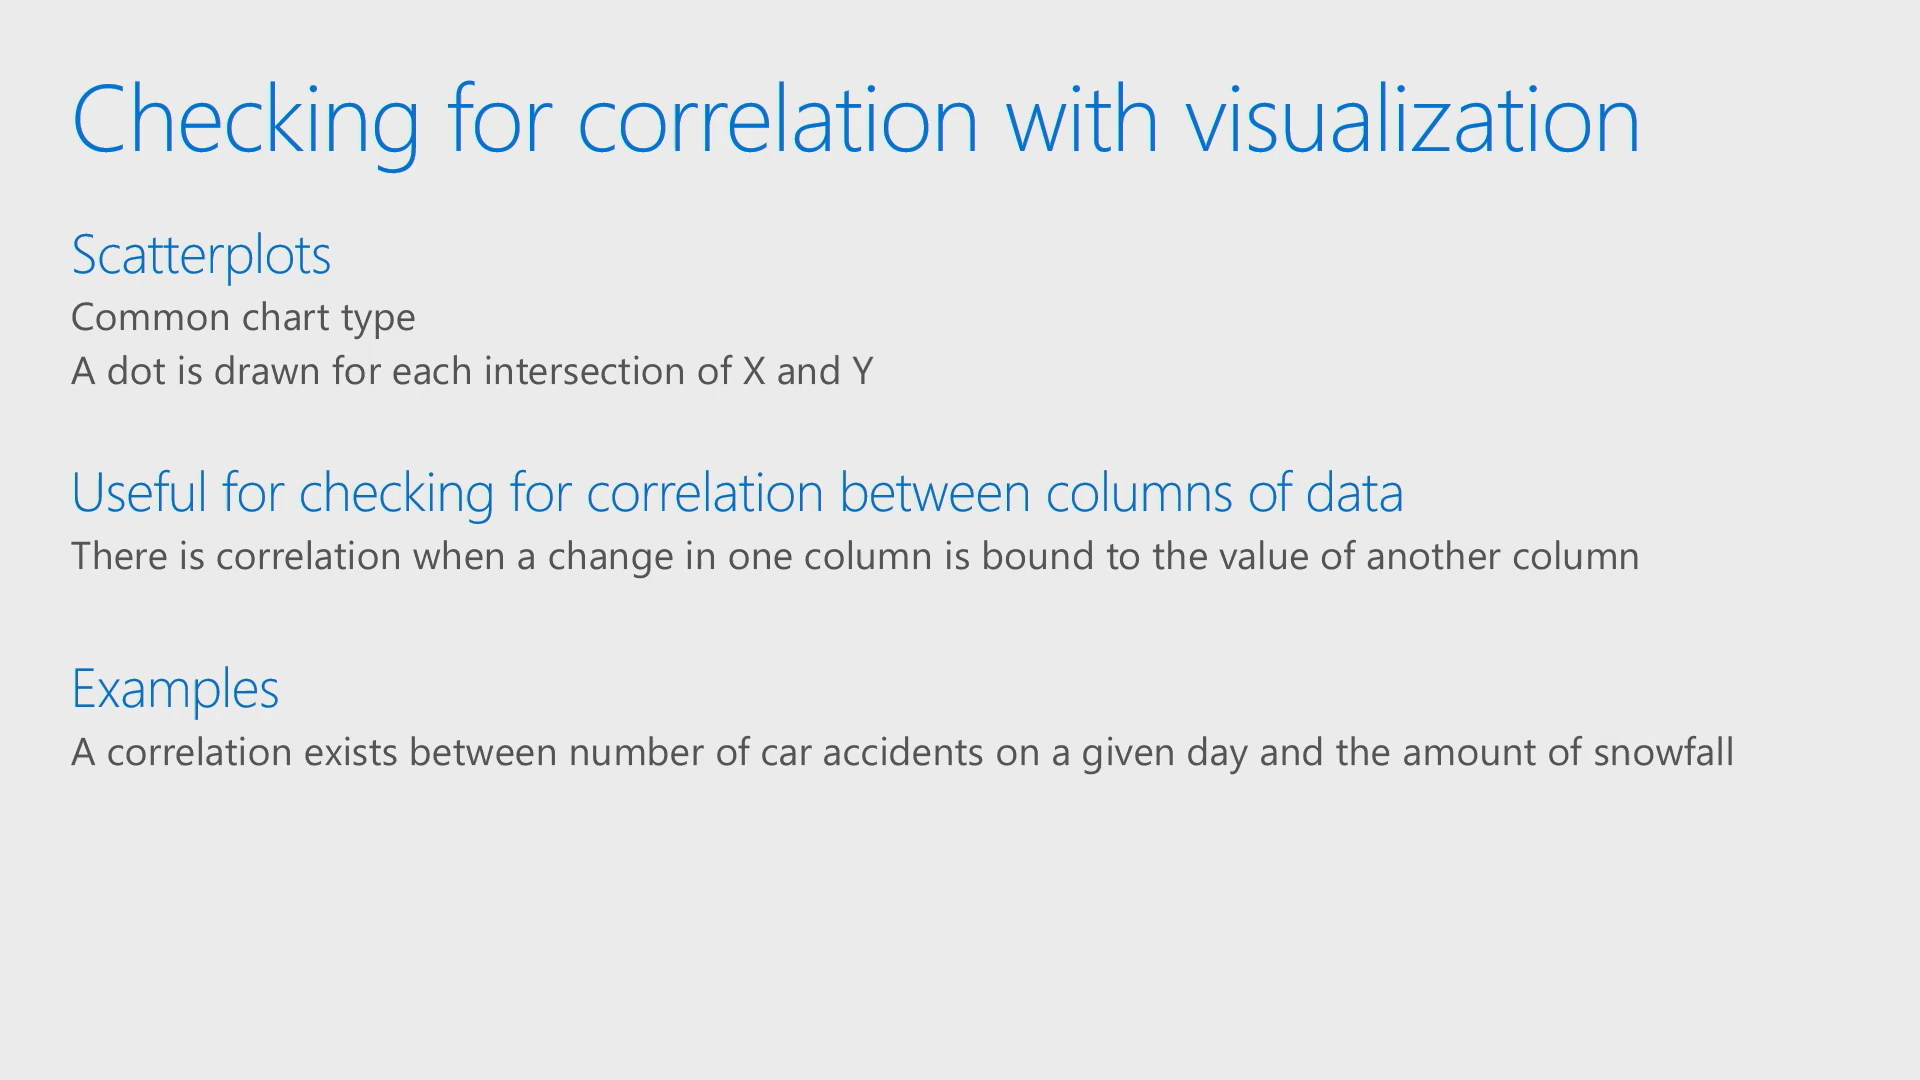 Checking for correlation with visualization
Scatterplots
Common chart type
A dot is drawn for each intersection of X and Y
Useful for checking for correlation between columns of data
There is correlation when a change in one column is bound to the value of another column
Examples
A correlation exists between number of car accidents on a given day and the amount of snowfall